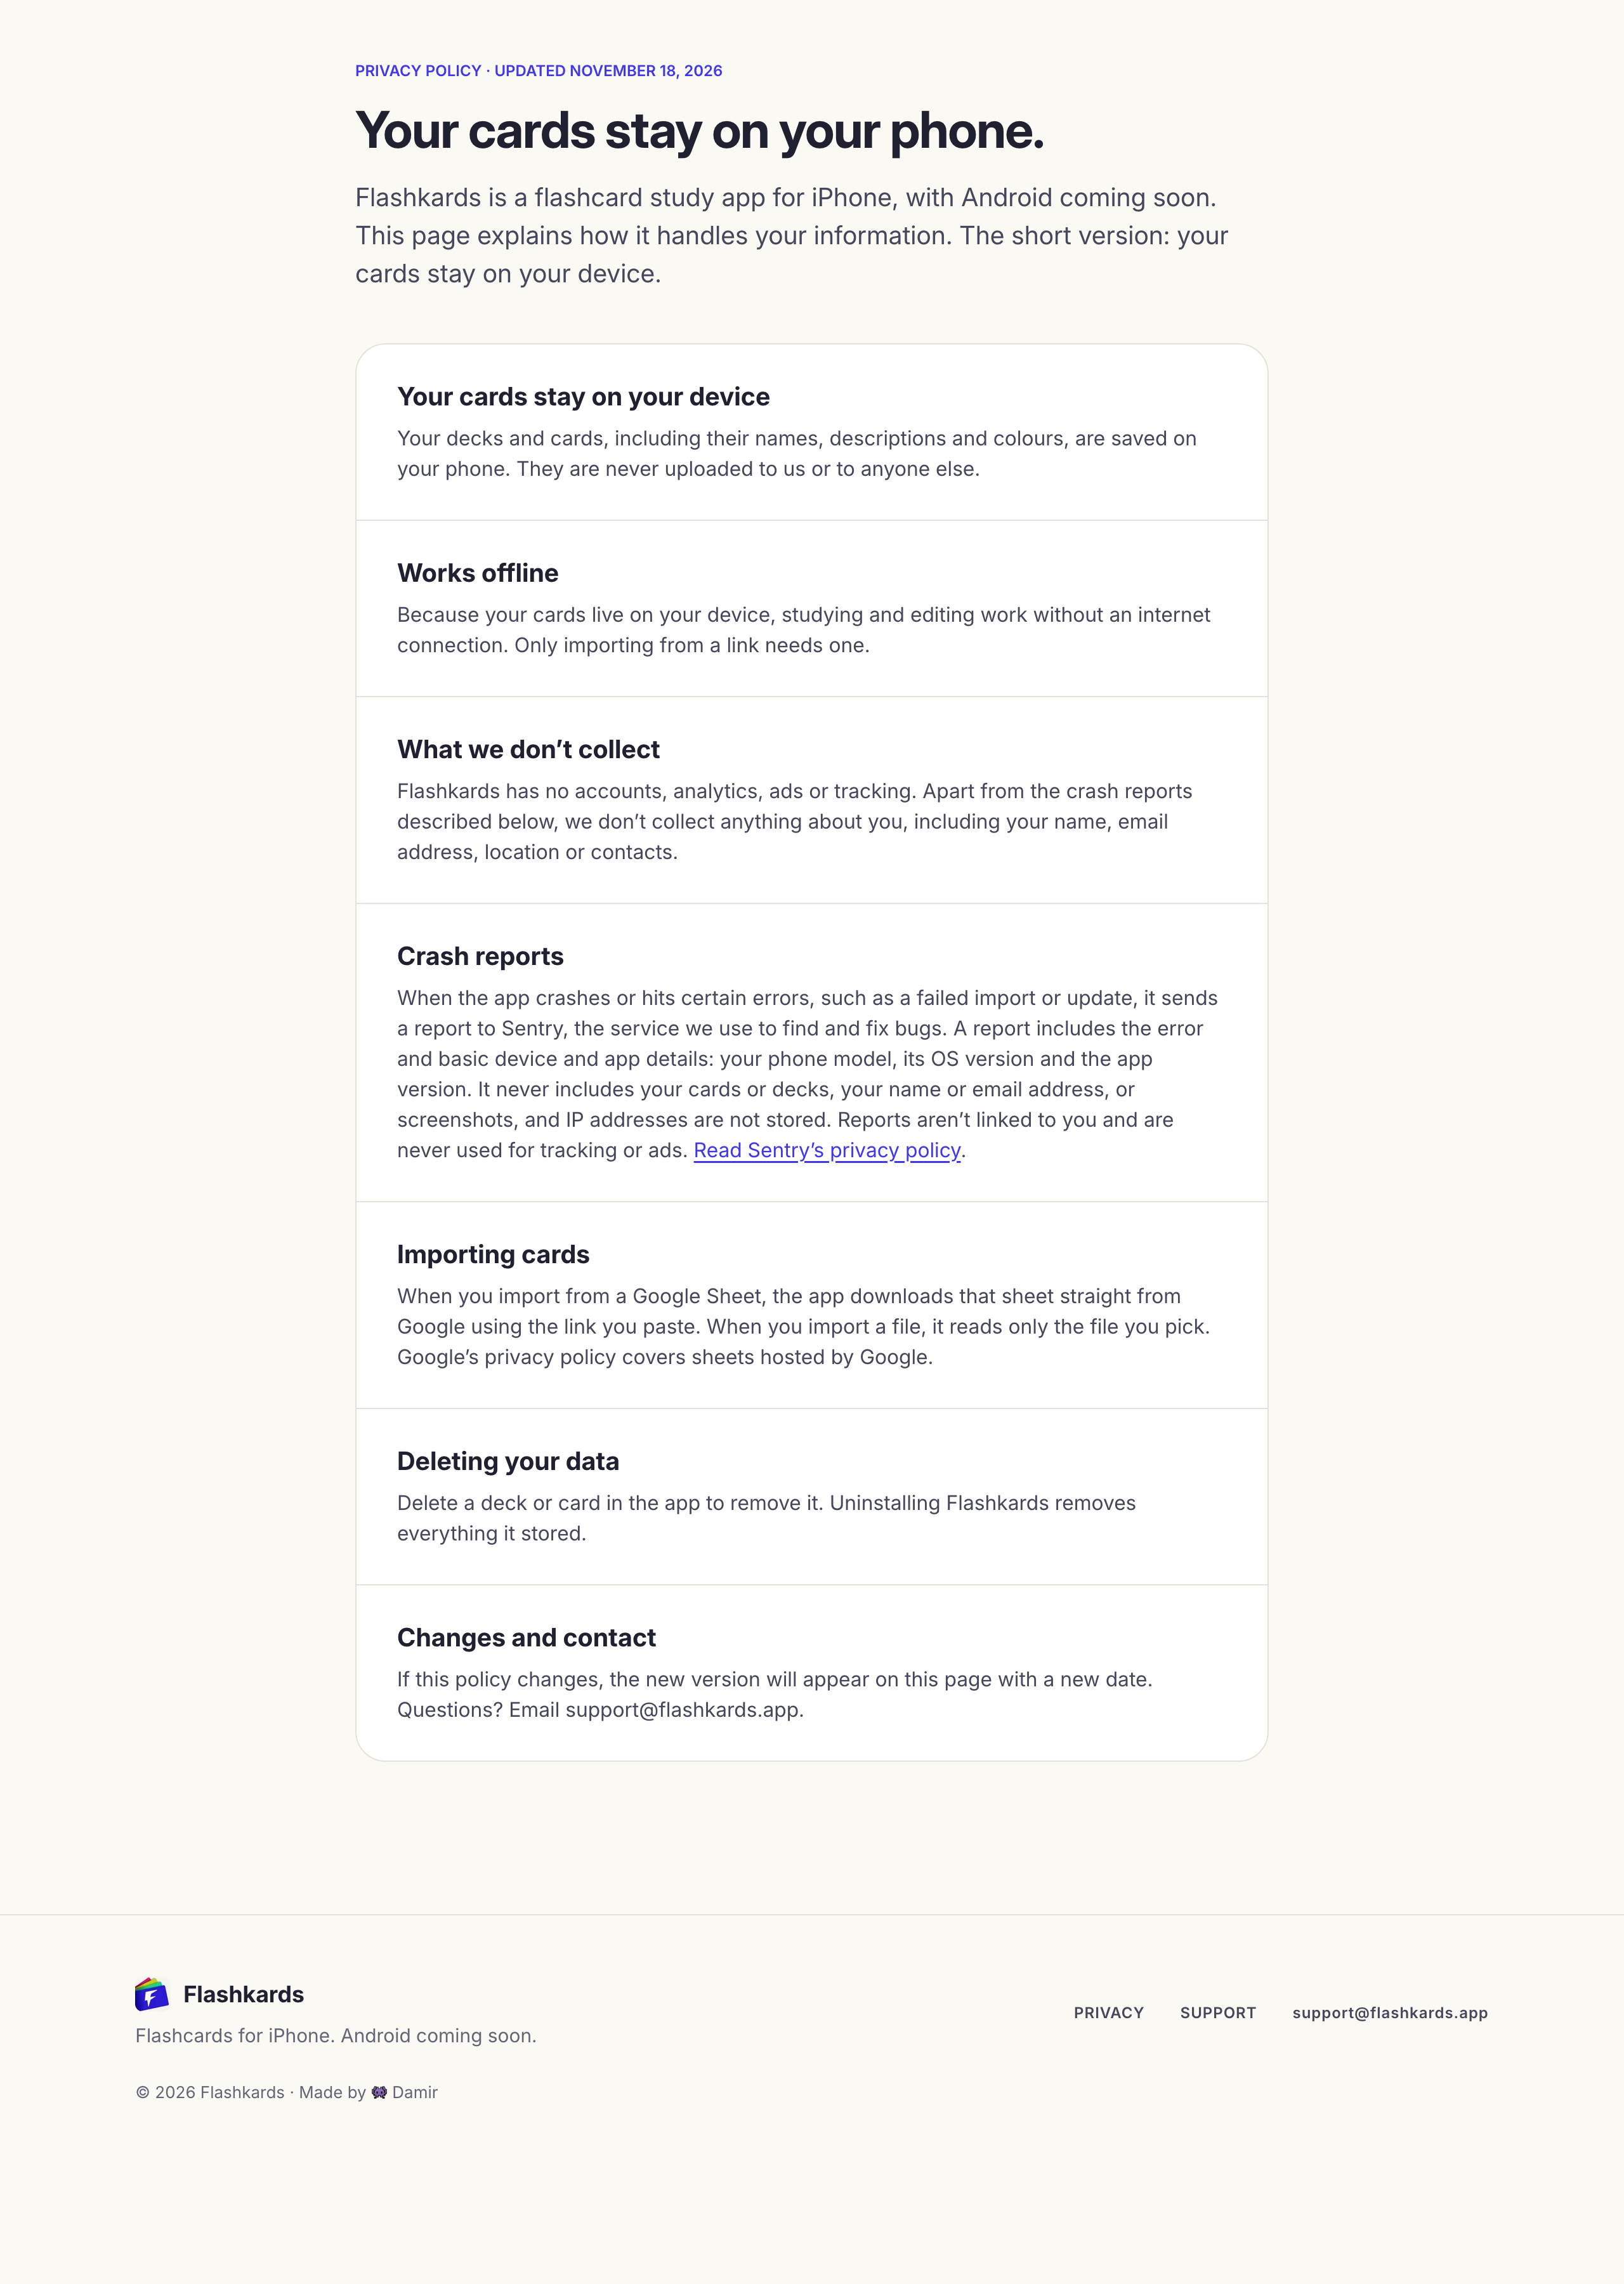 PRIVACY POLICY · UPDATED NOVEMBER 18, 2026
Your cards stay on your phone.
Flashkards is a flashcard study app for iPhone, with Android coming soon.
This page explains how it handles your information. The short version: your
cards stay on your device.
Your cards stay on your device
Your decks and cards, including their names, descriptions and colours, are saved on
your phone. They are never uploaded to us or to anyone else.
Works offline
Because your cards live on your device, studying and editing work without an internet
connection. Only importing from a link needs one.
What we don’t collect
Flashkards has no accounts, analytics, ads or tracking. Apart from the crash reports
described below, we don’t collect anything about you, including your name, email
address, location or contacts.
Crash reports
When the app crashes or hits certain errors, such as a failed import or update, it sends
a report to Sentry, the service we use to find and fix bugs. A report includes the error
and basic device and app details: your phone model, its OS version and the app
version. It never includes your cards or decks, your name or email address, or
screenshots, and IP addresses are not stored. Reports aren’t linked to you and are
never used for tracking or ads. Read Sentry’s privacy policy.
Importing cards
When you import from a Google Sheet, the app downloads that sheet straight from
Google using the link you paste. When you import a file, it reads only the file you pick.
Google’s privacy policy covers sheets hosted by Google.
Deleting your data
Delete a deck or card in the app to remove it. Uninstalling Flashkards removes
everything it stored.
Changes and contact
If this policy changes, the new version will appear on this page with a new date.
Questions? Email support@flashkards.app.
F Flashkards
Flashcards for iPhone. Android coming soon.
PRIVACY SUPPORT support@flashkards.app
© 2026 Flashkards · Made by Damir